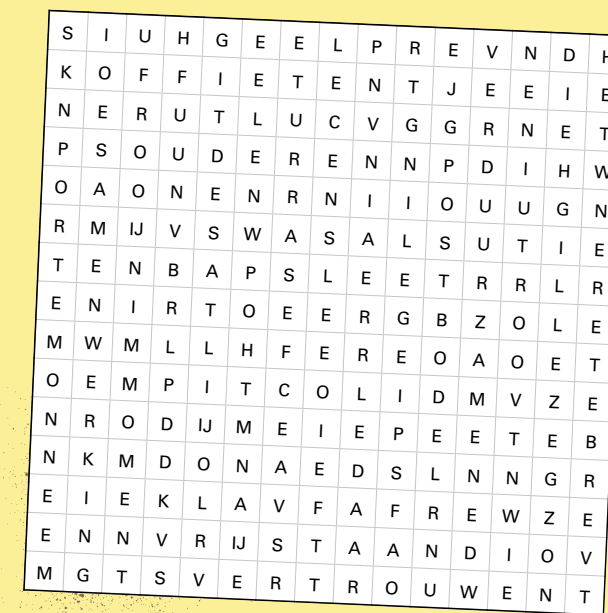 S I U H G E E L P R E V N D H
K O F F I E T E N T J E E I E
N E R U T L U C V G G R N E T
P S O U D E R E N N P D I H W
O A O N E N R N I I O U U G N
R M IJ V S W A S A L S U T I E
T E N B A P S L E E T R R L R
E N I R T O E E R G B Z O L E
M W M L L H F E R E O A O E T
O E M P I T C O L I D M V Z E
N R O D IJ M E I E P E E T E B
N K M D O N A E D S L N N G R
E I E K L A V F A F R E W Z E
E N N V R IJ S T A A N D I O V
M G T S V E R T R O U W E N T